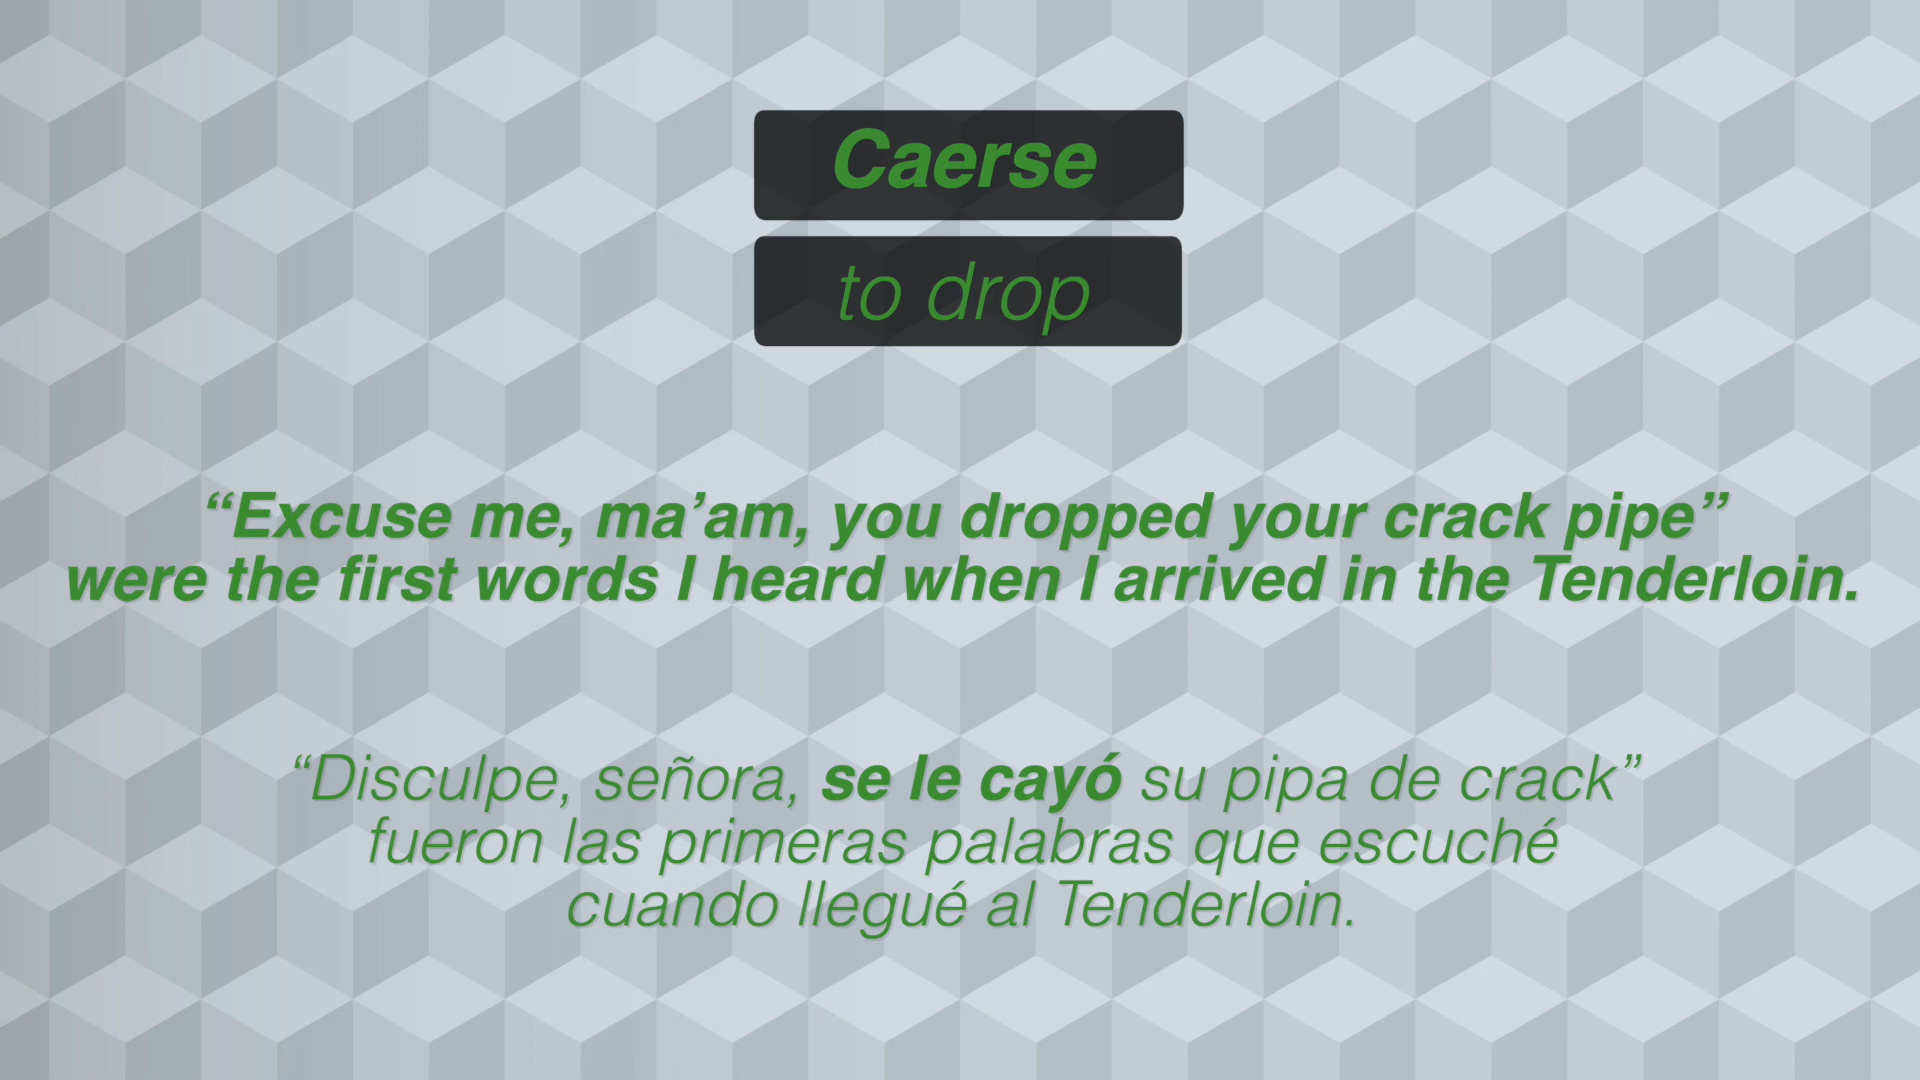 Caerse
to drop
“Excuse me, ma’am, you dropped your crack pipe”
were the first words I heard when I arrived in the Tenderloin.
“Disculpe, señora, se le cayó su pipa de crack”
fueron las primeras palabras que escuché
cuando llegué al Tenderloin.